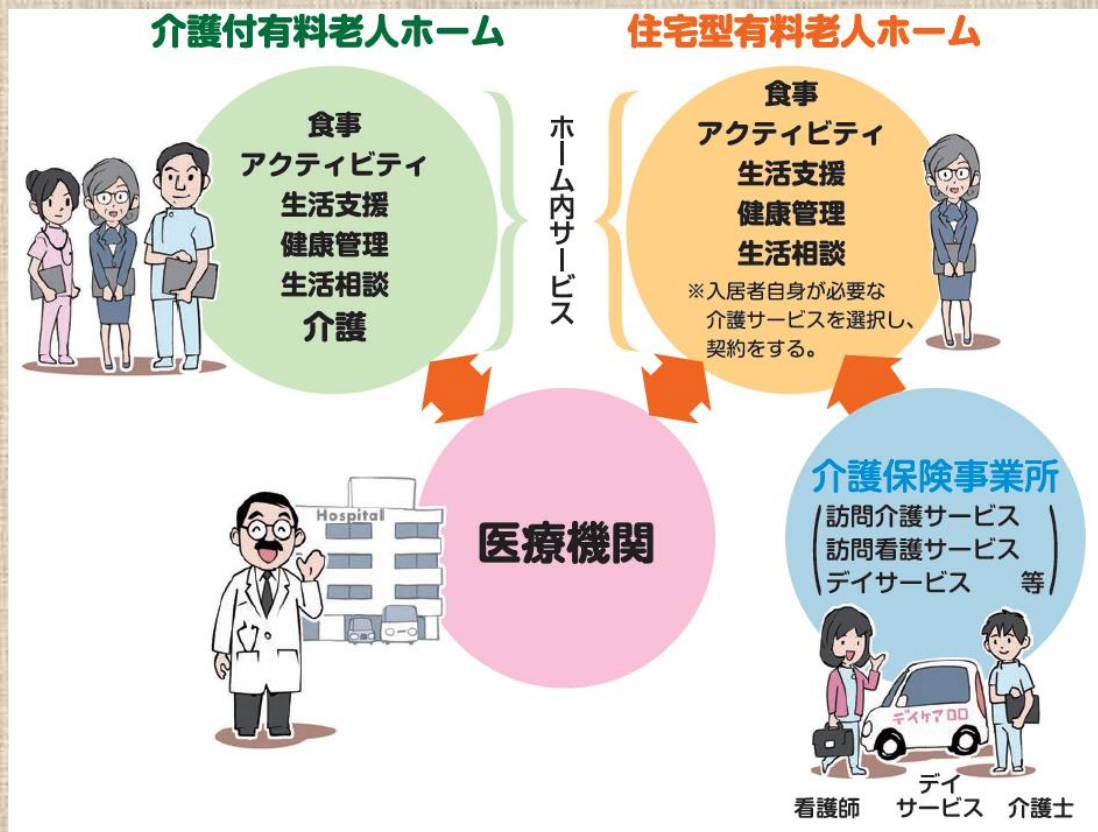 介護付有料老人ホーム
食事
アクティビティ
生活支援
健康管理
生活相談
介護
ホーム内サービス
住宅型有料老人ホーム
食事
アクティビティ
生活支援
健康管理
生活相談
※入居者自身が必要な
介護サービスを選択し、
契約をする。
Hospital
医療機関
介護保険事業所
(訪問介護サービス
訪問看護サービス
デイサービス 等)
デイケア口口
看護師
デイ
サービス
介護士